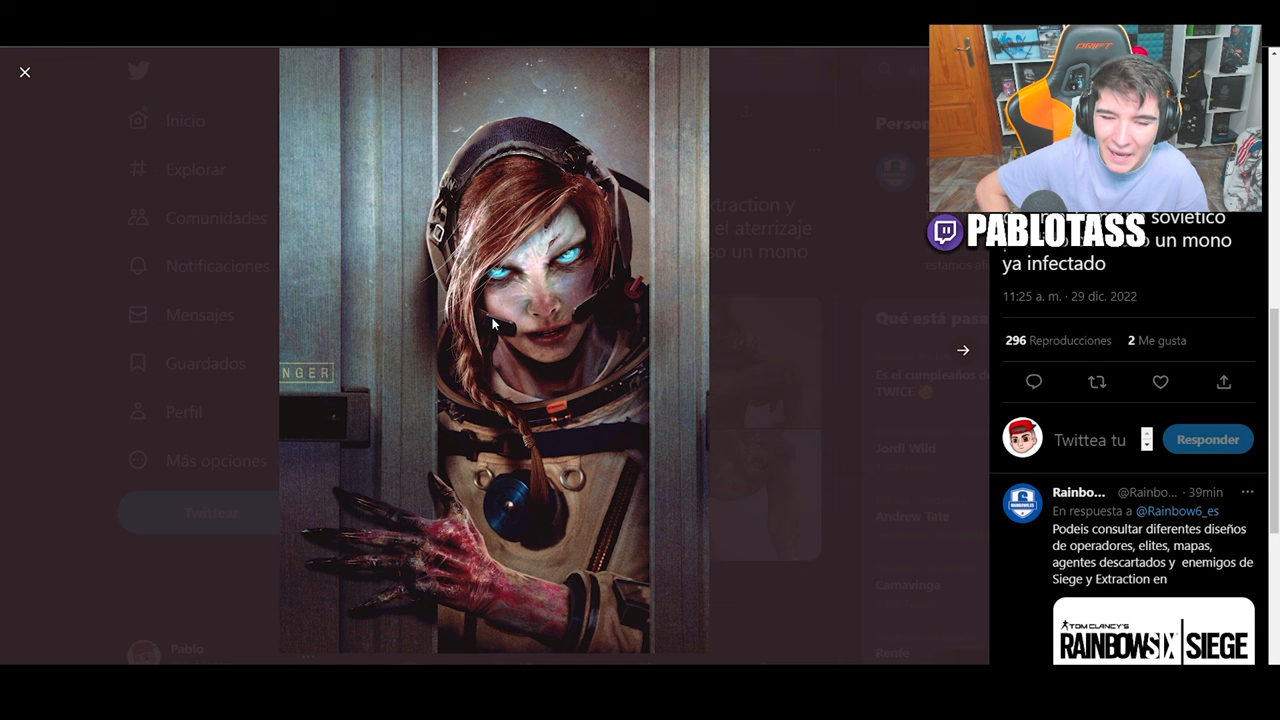 Inicio
Explorar
Comunidades
Notificaciones
Mensajes
Guardados
Perfil
Más opciones
Twittear
Pablo
NGER
DRIFT
xtraction y
el aterrizaje
so un mono
Person
estamos
Qué está pasa
Es el cumpleaños d
TWICE
Jordi Wild
Andrew Tate
Camavinga
Renfe
PABLOTASS
soviético
un mono
ya infectado
11:25 a. m. · 29 dic. 2022
296 Reproducciones 2 Me gusta
Twittea tu
Responder
Rainbo... @Rainbo... · 39min
En respuesta a @Rainbow6_es
Podeis consultar diferentes diseños
de operadores, elites, mapas,
agentes descartados y enemigos de
Siege y Extraction en
TOM CLANCY'S
RAINBOW SIX SIEGE